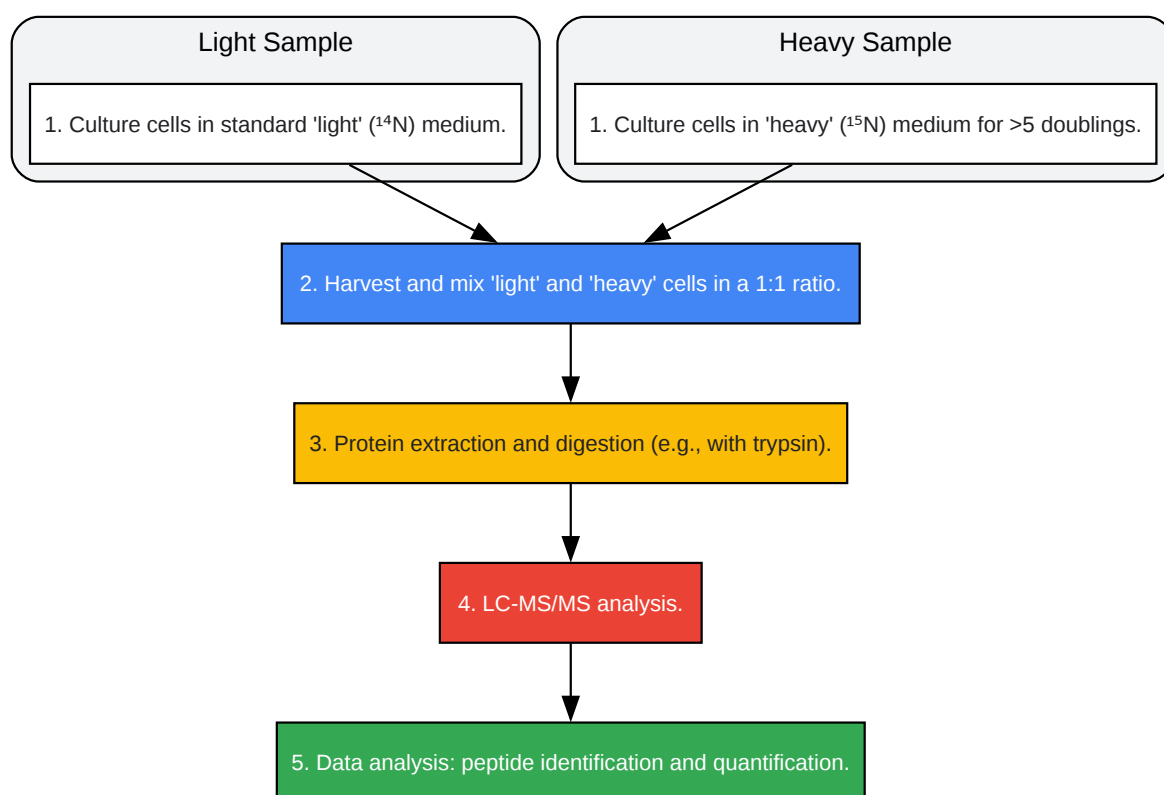 Light Sample
Heavy Sample
1. Culture cells in standard 'light' (¹⁴N) medium.
1. Culture cells in 'heavy' (¹⁵N) medium for >5 doublings.
2. Harvest and mix 'light' and 'heavy' cells in a 1:1 ratio.
3. Protein extraction and digestion (e.g., with trypsin).
4. LC-MS/MS analysis.
5. Data analysis: peptide identification and quantification.